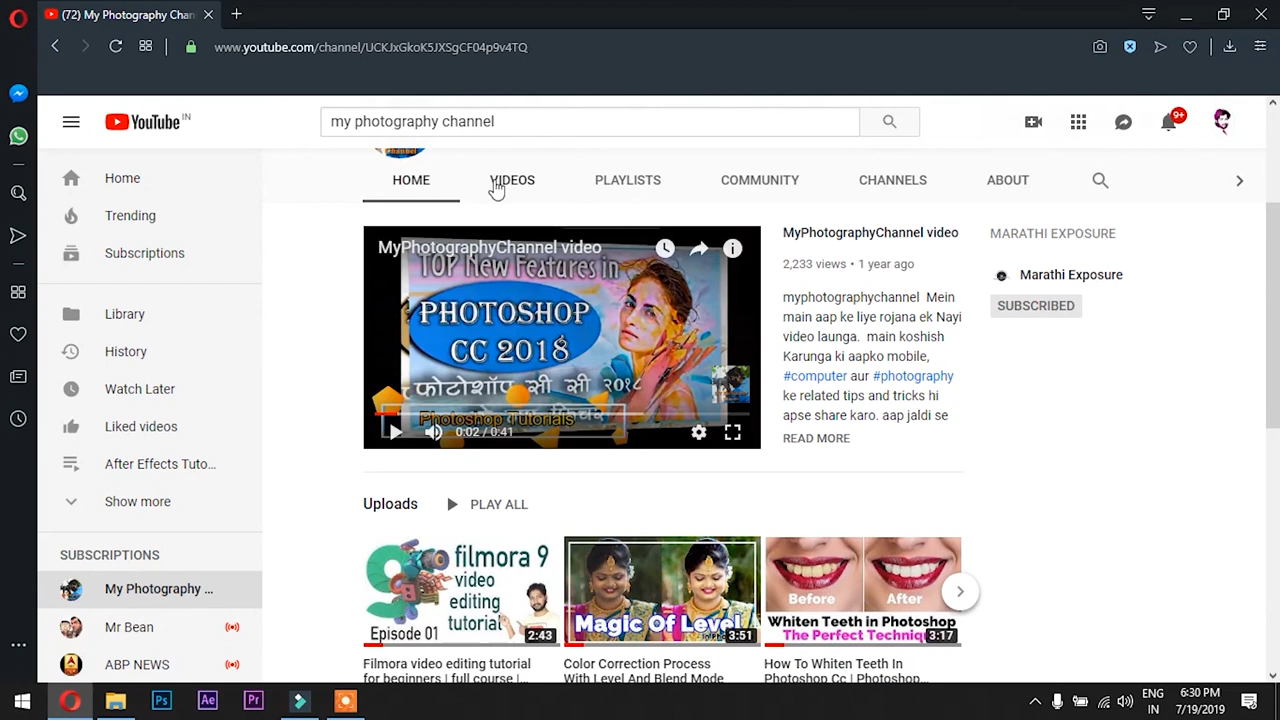 (72) My Photography Chan
www.youtube.com/channel/UCKJxGkoK5JXSgCF04p9v4TQ
YouTube IN
my photography channel
9+
Home
Trending
Subscriptions
Library
History
Watch Later
Liked videos
After Effects Tuto...
Show more
SUBSCRIPTIONS
My Photography ...
Mr Bean
ABP NEWS
HOME
VIDEOS
PLAYLISTS
COMMUNITY
CHANNELS
ABOUT
MyPhotographyChannel video
TOP New Features in
PHOTOSHOP
CC 2018
फोटोशॉप सी सी २०१८
Photoshop Tutorials
0:02 / 0:41
MyPhotographyChannel video
2,233 views • 1 year ago
myphotographychannel Mein
main aap ke liye rojana ek Nayi
video launga. main koshish
Karunga ki aapko mobile,
#computer aur #photography
ke related tips and tricks hi
apse share karo. aap jaldi se
READ MORE
MARATHI EXPOSURE
Marathi Exposure
SUBSCRIBED
Uploads
PLAY ALL
filmora 9
video
editing
tutorial
Episode 01
2:43
Filmora video editing tutorial
for beginners | full course |...
Magic Of Level
3:51
Color Correction Process
With Level And Blend Mode
Before
After
Whiten Teeth in Photoshop
The Perfect
3:17
How To Whiten Teeth In
Photoshop Cc | Photoshop...
Ps
Ae
Pr
ENG
IN
6:30 PM
7/19/2019